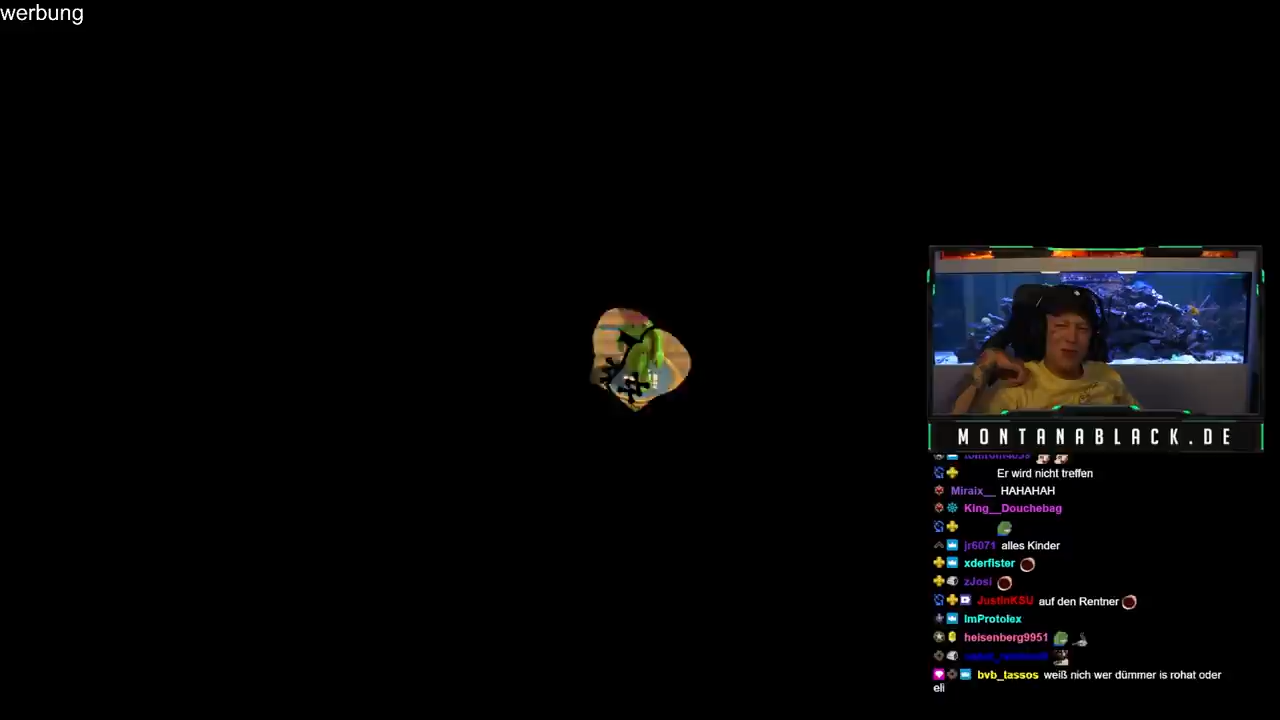 werbung
MONTANABLACK.DE
Er wird nicht treffen
Miraix__ HAHAHAH
King__Douchebag
jr6071 alles Kinder
xderfister
zJosi
JustinKSU auf den Rentner
ImProtolex
heisenberg9951
bvb_tassos weiß nich wer dümmer is rohat oder
eli